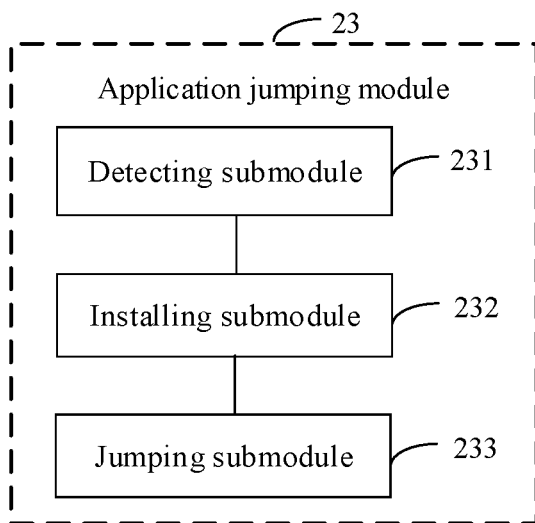 23
Application jumping module
Detecting submodule
231
Installing submodule
232
Jumping submodule
233